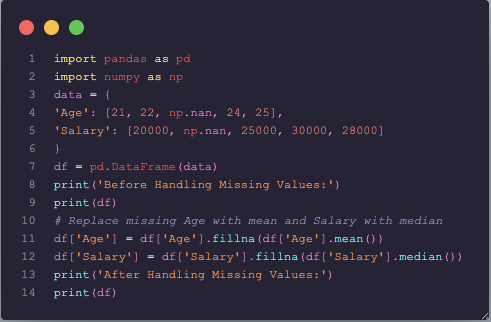 1 import pandas as pd
2 import numpy as np
3 data = {
4 'Age': [21, 22, np.nan, 24, 25],
5 'Salary': [20000, np.nan, 25000, 30000, 28000]
6 }
7 df = pd.DataFrame(data)
8 print('Before Handling Missing Values:')
9 print(df)
10 # Replace missing Age with mean and Salary with median
11 df['Age'] = df['Age'].fillna(df['Age'].mean())
12 df['Salary'] = df['Salary'].fillna(df['Salary'].median())
13 print('After Handling Missing Values:')
14 print(df)